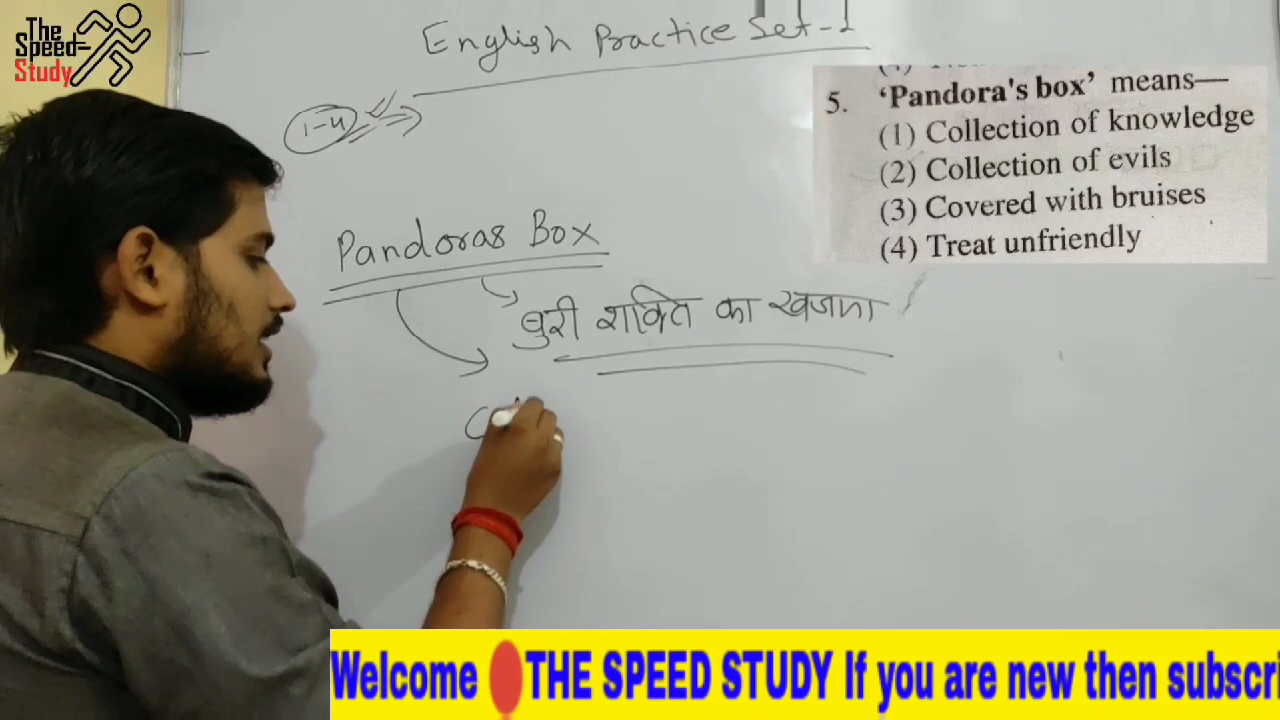 The
Speed-
Study
English Practice Set-1
1-4
5. ‘Pandora's box’ means—
(1) Collection of knowledge
(2) Collection of evils
(3) Covered with bruises
(4) Treat unfriendly
Pandoras Box
बुरी शक्ति का खजाना
Welcome THE SPEED STUDY If you are new then subscri